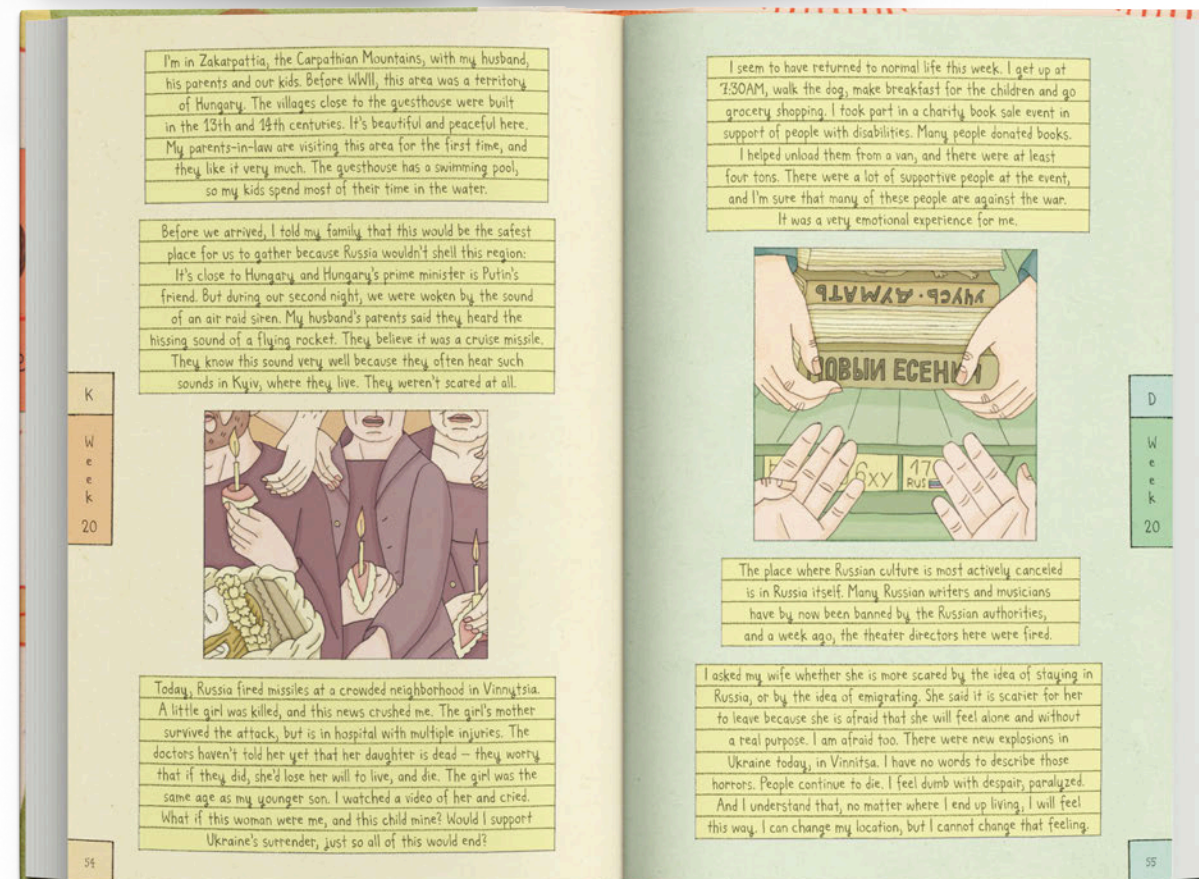 I'm in Zakarpattia, the Carpathian Mountains, with my husband,
his parents and our kids. Before WWII, this area was a territory
of Hungary. The villages close to the guesthouse were built
in the 13th and 14th centuries. It's beautiful and peaceful here.
My parents-in-law are visiting this area for the first time, and
they like it very much. The guesthouse has a swimming pool,
so my kids spend most of their time in the water.
Before we arrived, I told my family that this would be the safest
place for us to gather because Russia wouldn't shell this region:
It's close to Hungary and Hungary's prime minister is Putin's
friend. But during our second night, we were woken by the sound
of an air raid siren. My husband's parents said they heard the
hissing sound of a flying rocket. They believe it was a cruise missile.
They know this sound very well because they often hear such
sounds in Kyiv, where they live. They weren't scared at all.
K
Week
20
Today, Russia fired missiles at a crowded neighborhood in Vinnytsia.
A little girl was killed, and this news crushed me. The girl's mother
survived the attack, but is in hospital with multiple injuries. The
doctors haven't told her yet that her daughter is dead – they worry
that if they did, she'd lose her will to live, and die. The girl was the
same age as my younger son. I watched a video of her and cried.
What if this woman were me, and this child mine? Would I support
Ukraine's surrender, just so all of this would end?
54
I seem to have returned to normal life this week. I get up at
7:30AM, walk the dog, make breakfast for the children and go
grocery shopping. I took part in a charity book sale event in
support of people with disabilities. Many people donated books.
I helped unload them from a van, and there were at least
four tons. There were a lot of supportive people at the event,
and I'm sure that many of these people are against the war.
It was a very emotional experience for me.
УЧУСЬ · ДУМАТЬ
НОВЫЙ ЕСЕНИН
6XY 17
RUS
D
Week
20
The place where Russian culture is most actively canceled
is in Russia itself. Many Russian writers and musicians
have by now been banned by the Russian authorities,
and a week ago, the theater directors here were fired.
I asked my wife whether she is more scared by the idea of staying in
Russia, or by the idea of emigrating. She said it is scarier for her
to leave because she is afraid that she will feel alone and without
a real purpose. I am afraid too. There were new explosions in
Ukraine today, in Vinnitsa. I have no words to describe those
horrors. People continue to die. I feel dumb with despair, paralyzed.
And I understand that, no matter where I end up living, I will feel
this way. I can change my location, but I cannot change that feeling.
55